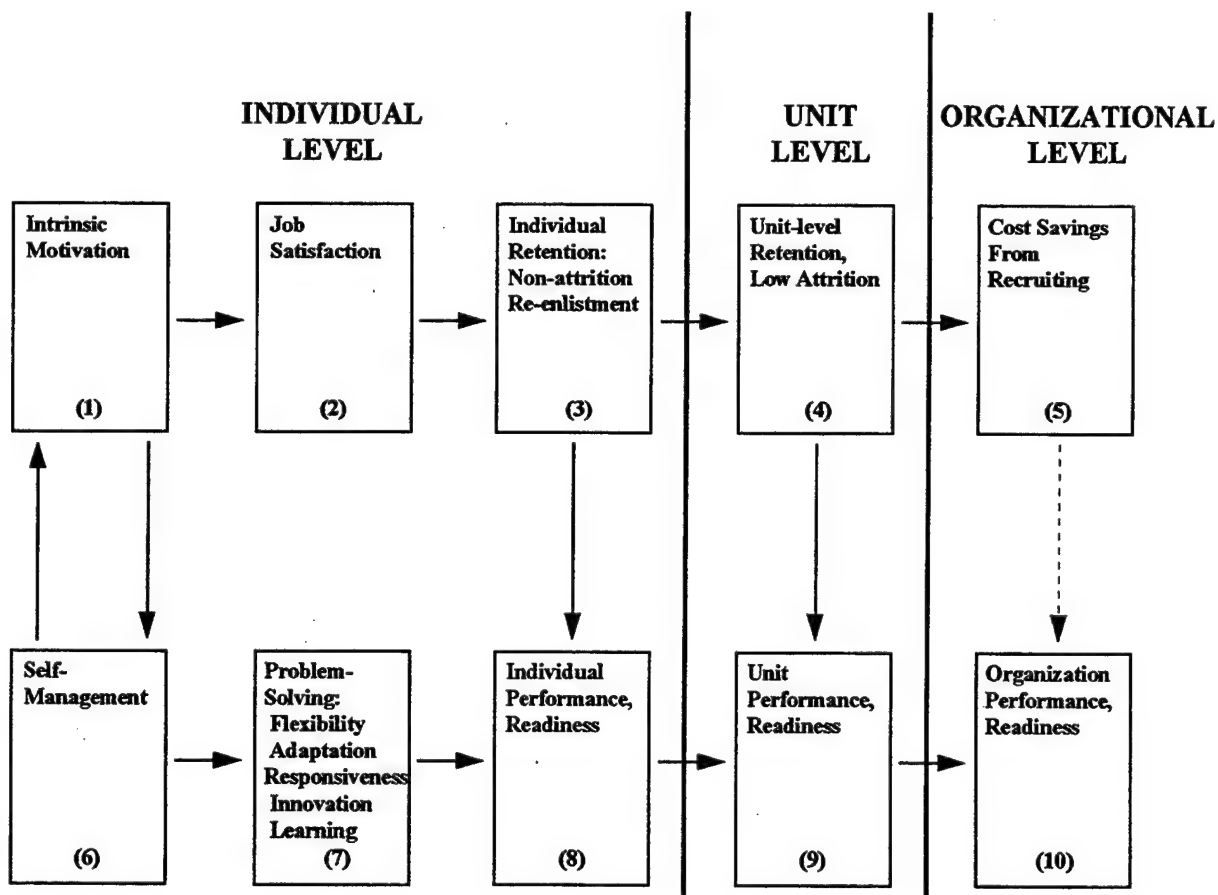 INDIVIDUAL
LEVEL
UNIT
LEVEL
ORGANIZATIONAL
LEVEL
Intrinsic
Motivation
(1)
Job
Satisfaction
(2)
Individual
Retention:
Non-attrition
Re-enlistment
(3)
Unit-level
Retention,
Low Attrition
(4)
Cost Savings
From
Recruiting
(5)
Self-
Management
(6)
Problem-
Solving:
Flexibility
Adaptation
Responsiveness
Innovation
Learning
(7)
Individual
Performance,
Readiness
(8)
Unit
Performance,
Readiness
(9)
Organization
Performance,
Readiness
(10)